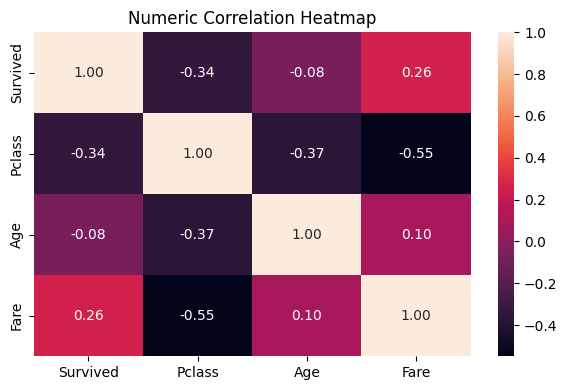 Numeric Correlation Heatmap
Survived 1.00 -0.34 -0.08 0.26
Pclass -0.34 1.00 -0.37 -0.55
Age -0.08 -0.37 1.00 0.10
Fare 0.26 -0.55 0.10 1.00
Survived Pclass Age Fare
1.0
0.8
0.6
0.4
0.2
0.0
−0.2
−0.4